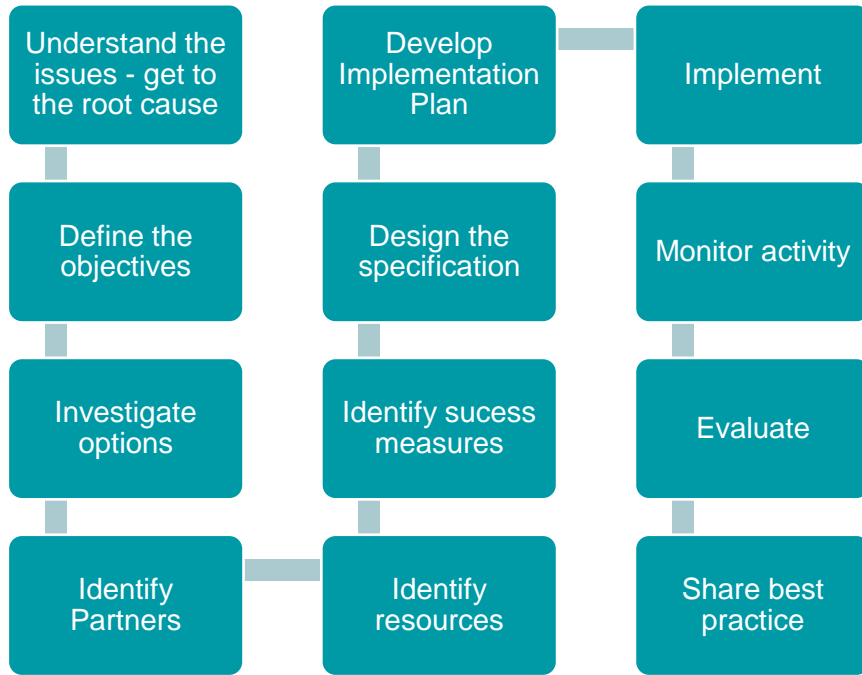 Understand the
issues - get to
the root cause
Define the
objectives
Investigate
options
Identify
Partners
Identify
resources
Identify sucess
measures
Design the
specification
Develop
Implementation
Plan
Implement
Monitor activity
Evaluate
Share best
practice